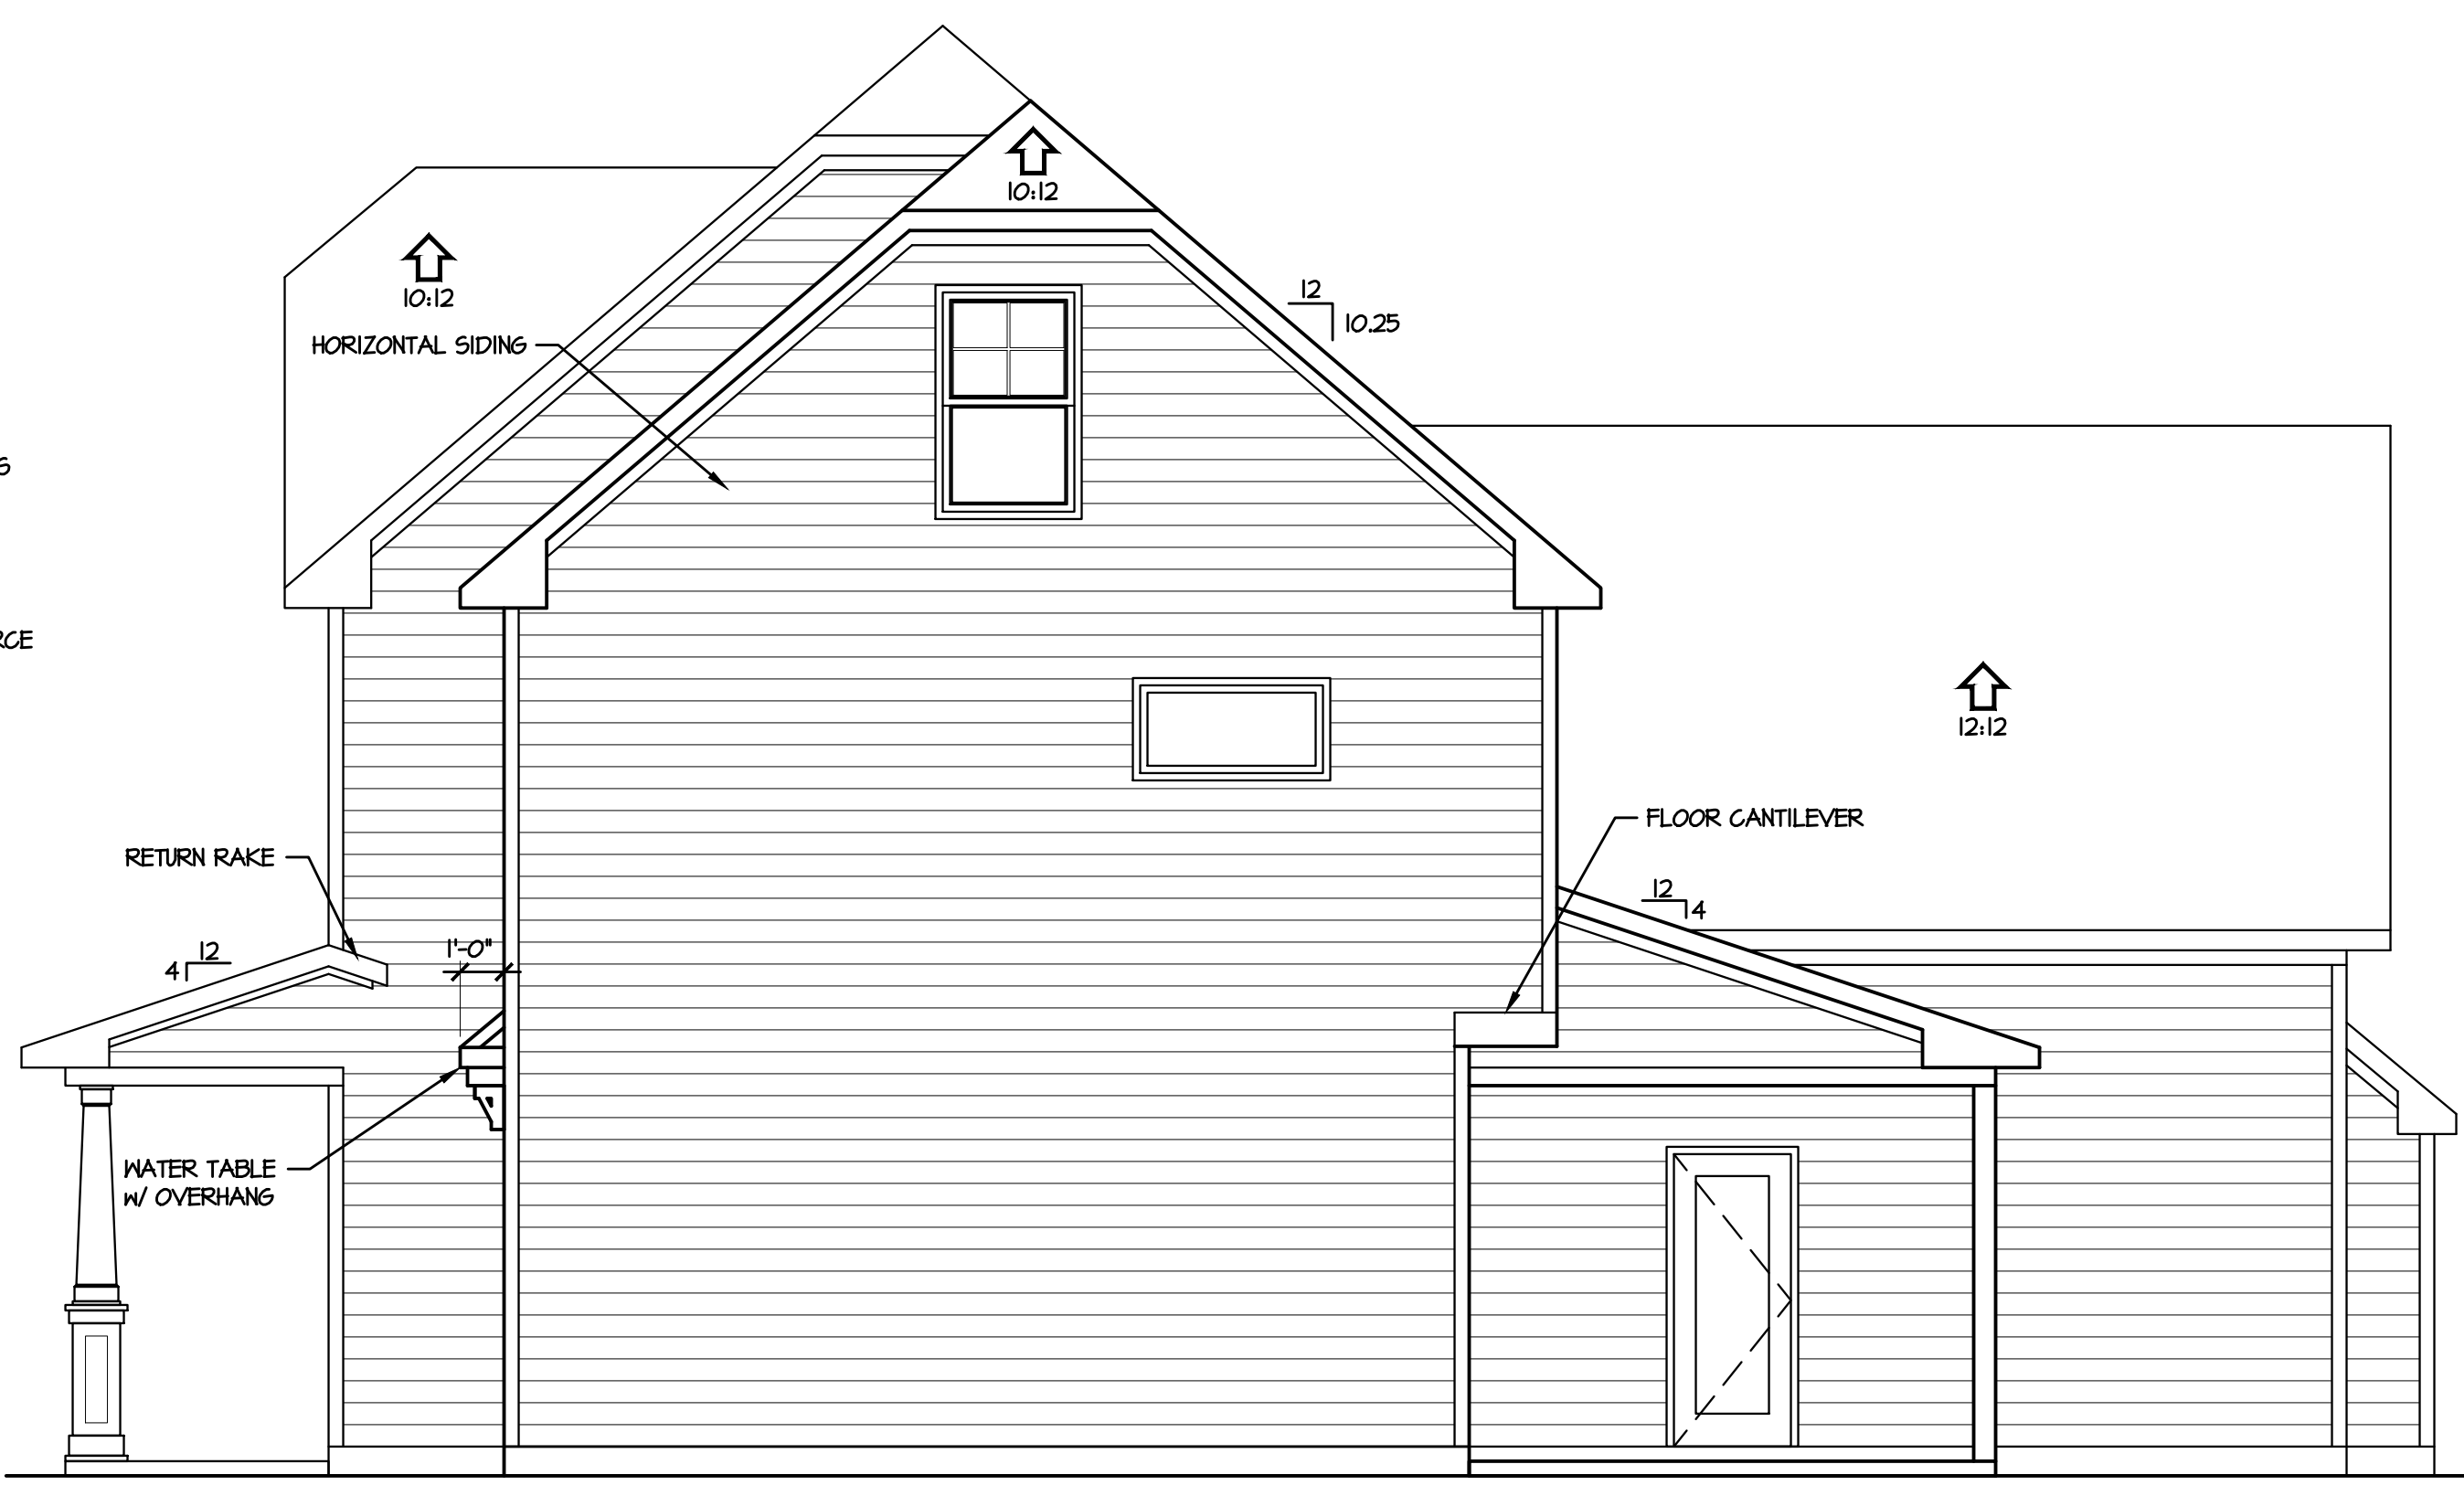 10:12
12
10.25
10:12
HORIZONTAL SIDING
12:12
FLOOR CANTILEVER
RETURN RAKE
12
4
12
4
1'-0"
WATER TABLE
W/ OVERHANG